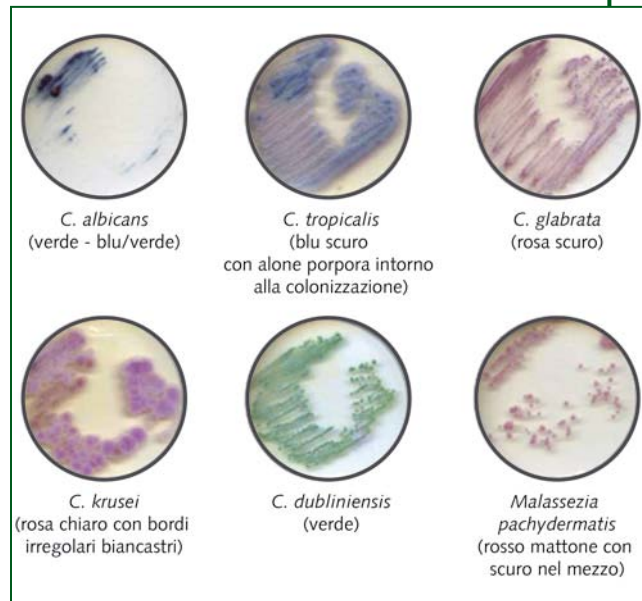 C. albicans
(verde - blu/verde)
C. tropicalis
(blu scuro
con alone porpora intorno
alla colonizzazione)
C. glabrata
(rosa scuro)
C. krusei
(rosa chiaro con bordi
irregolari biancastri)
C. dubliniensis
(verde)
Malassezia
pachydermatis
(rosso mattone con
scuro nel mezzo)